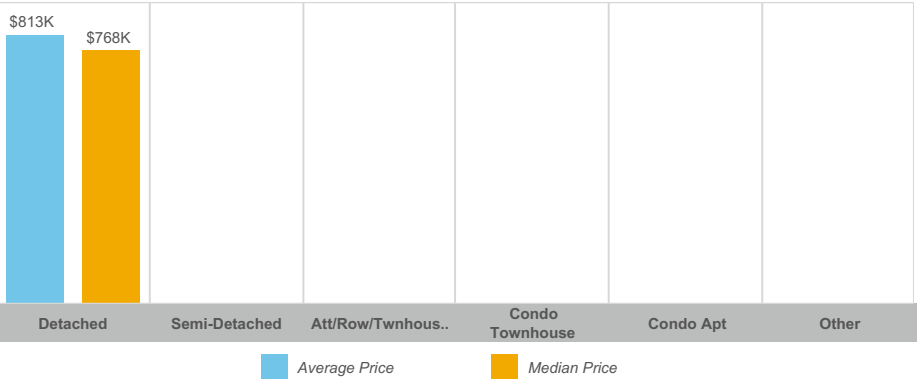 $813K
$768K
Detached
Semi-Detached
Att/Row/Twnhous..
Condo
Townhouse
Condo Apt
Other
Average Price
Median Price